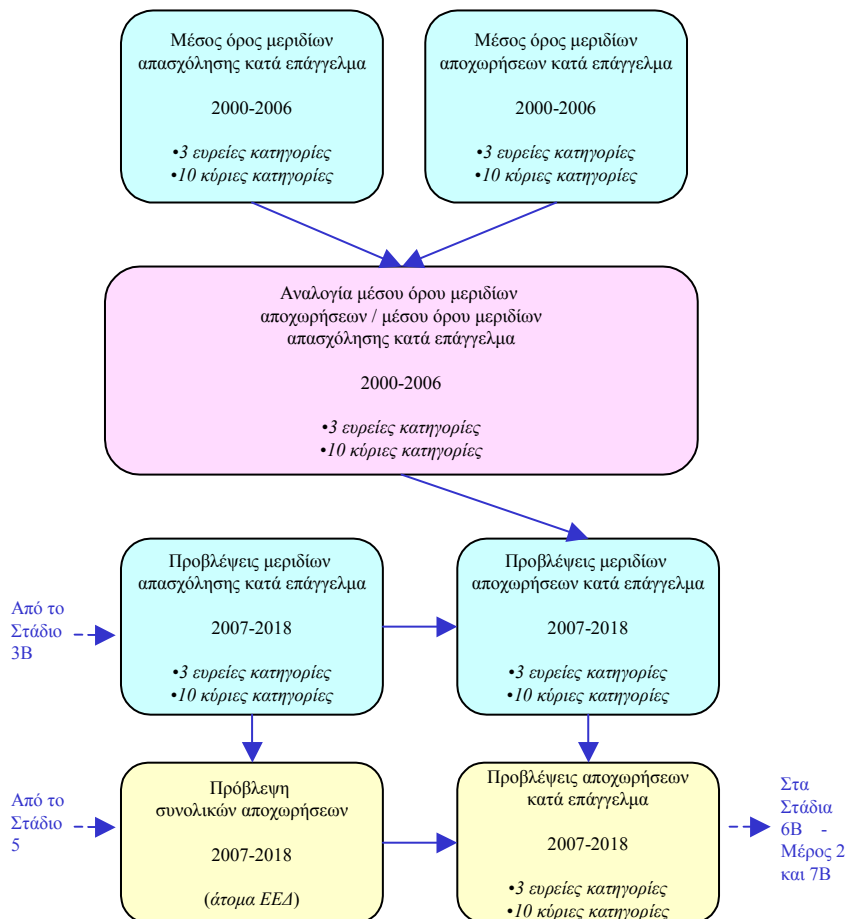 Μέσος όρος μεριδίων
απασχόλησης κατά επάγγελμα
2000-2006
•3 ευρείες κατηγορίες
•10 κύριες κατηγορίες
Μέσος όρος μεριδίων
αποχωρήσεων κατά επάγγελμα
2000-2006
•3 ευρείες κατηγορίες
•10 κύριες κατηγορίες
Αναλογία μέσου όρου μεριδίων
αποχωρήσεων / μέσου όρου μεριδίων
απασχόλησης κατά επάγγελμα
2000-2006
•3 ευρείες κατηγορίες
•10 κύριες κατηγορίες
Από το
Στάδιο
3Β
Προβλέψεις μεριδίων
απασχόλησης κατά επάγγελμα
2007-2018
•3 ευρείες κατηγορίες
•10 κύριες κατηγορίες
Προβλέψεις μεριδίων
αποχωρήσεων κατά επάγγελμα
2007-2018
•3 ευρείες κατηγορίες
•10 κύριες κατηγορίες
Από το
Στάδιο
5
Πρόβλεψη
συνολικών αποχωρήσεων
2007-2018
(άτομα ΕΕΔ)
Προβλέψεις αποχωρήσεων
κατά επάγγελμα
2007-2018
•3 ευρείες κατηγορίες
•10 κύριες κατηγορίες
Στα
Στάδια
6Β -
Μέρος 2
και 7Β